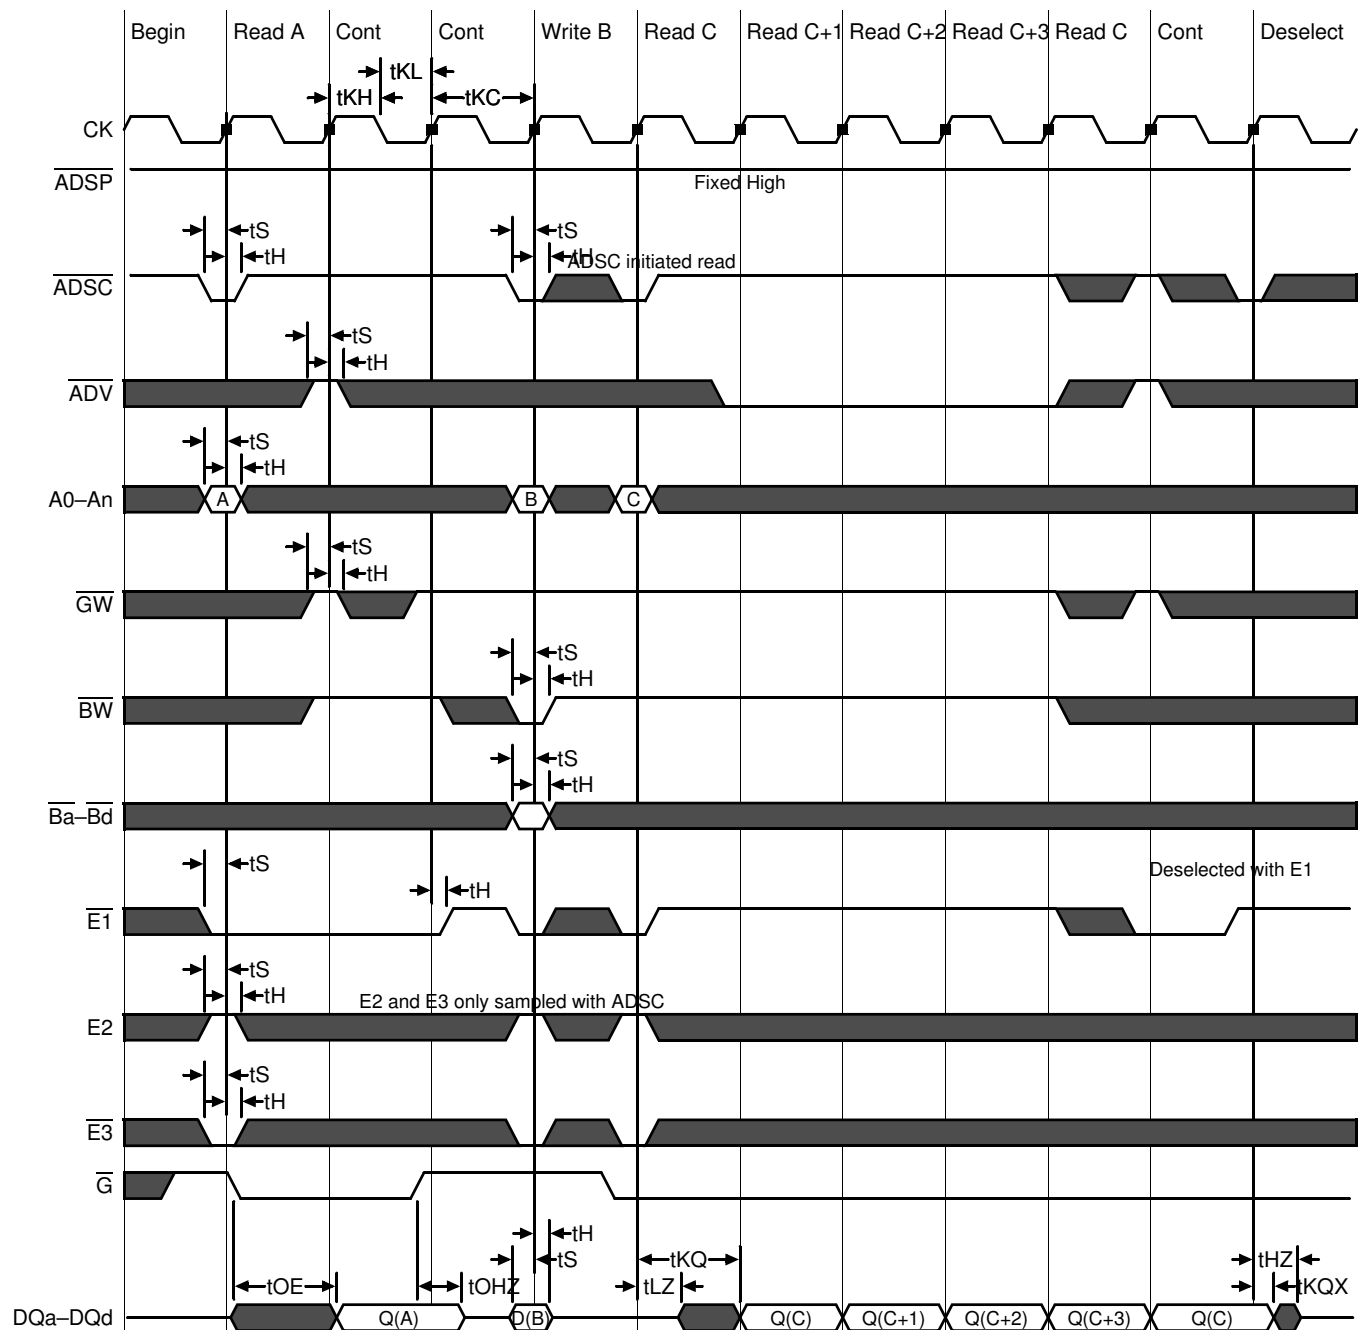 Begin Read A Cont Cont Write B Read C Read C+1 Read C+2 Read C+3 Read C Cont Deselect
tKL
tKH tKC
CK
ADSP Fixed High
tS tS
tH tH
ADSC initiated read
ADSC
tS
tH
ADV
tS
tH
A0–An A B C
tS
tH
GW
tS
tH
BW
tS
tH
Ba–Bd
tS Deselected with E1
tH
E1
tS
tH E2 and E3 only sampled with ADSC
E2
tS
tH
E3
G
tH
tS tKQ tHZ
tOE tOHZ tLZ tKQX
DQa–DQd Q(A) D(B) Q(C) Q(C+1) Q(C+2) Q(C+3) Q(C)